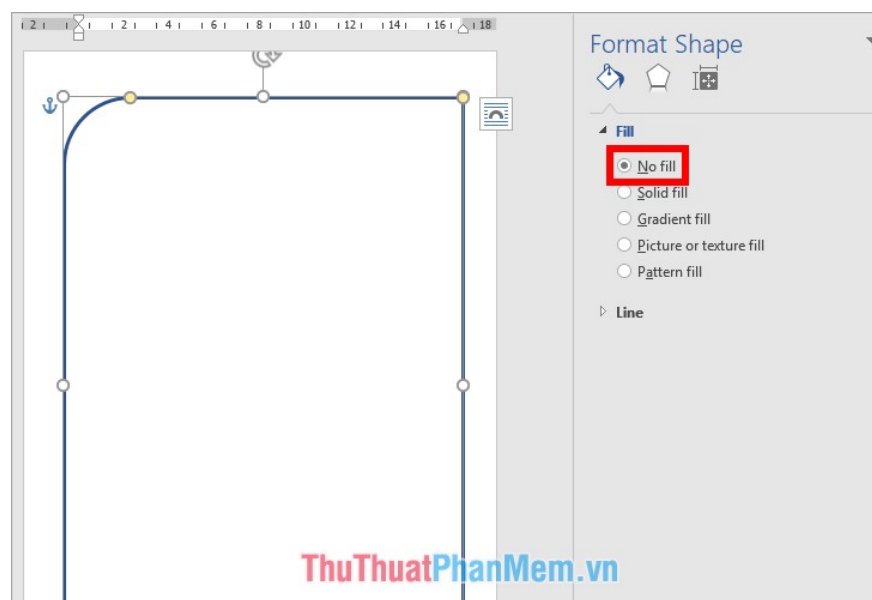 2 2 4 6 8 10 12 14 16 18
Format Shape
Fill
No fill
Solid fill
Gradient fill
Picture or texture fill
Pattern fill
Line
ThuThuatPhanMem.vn